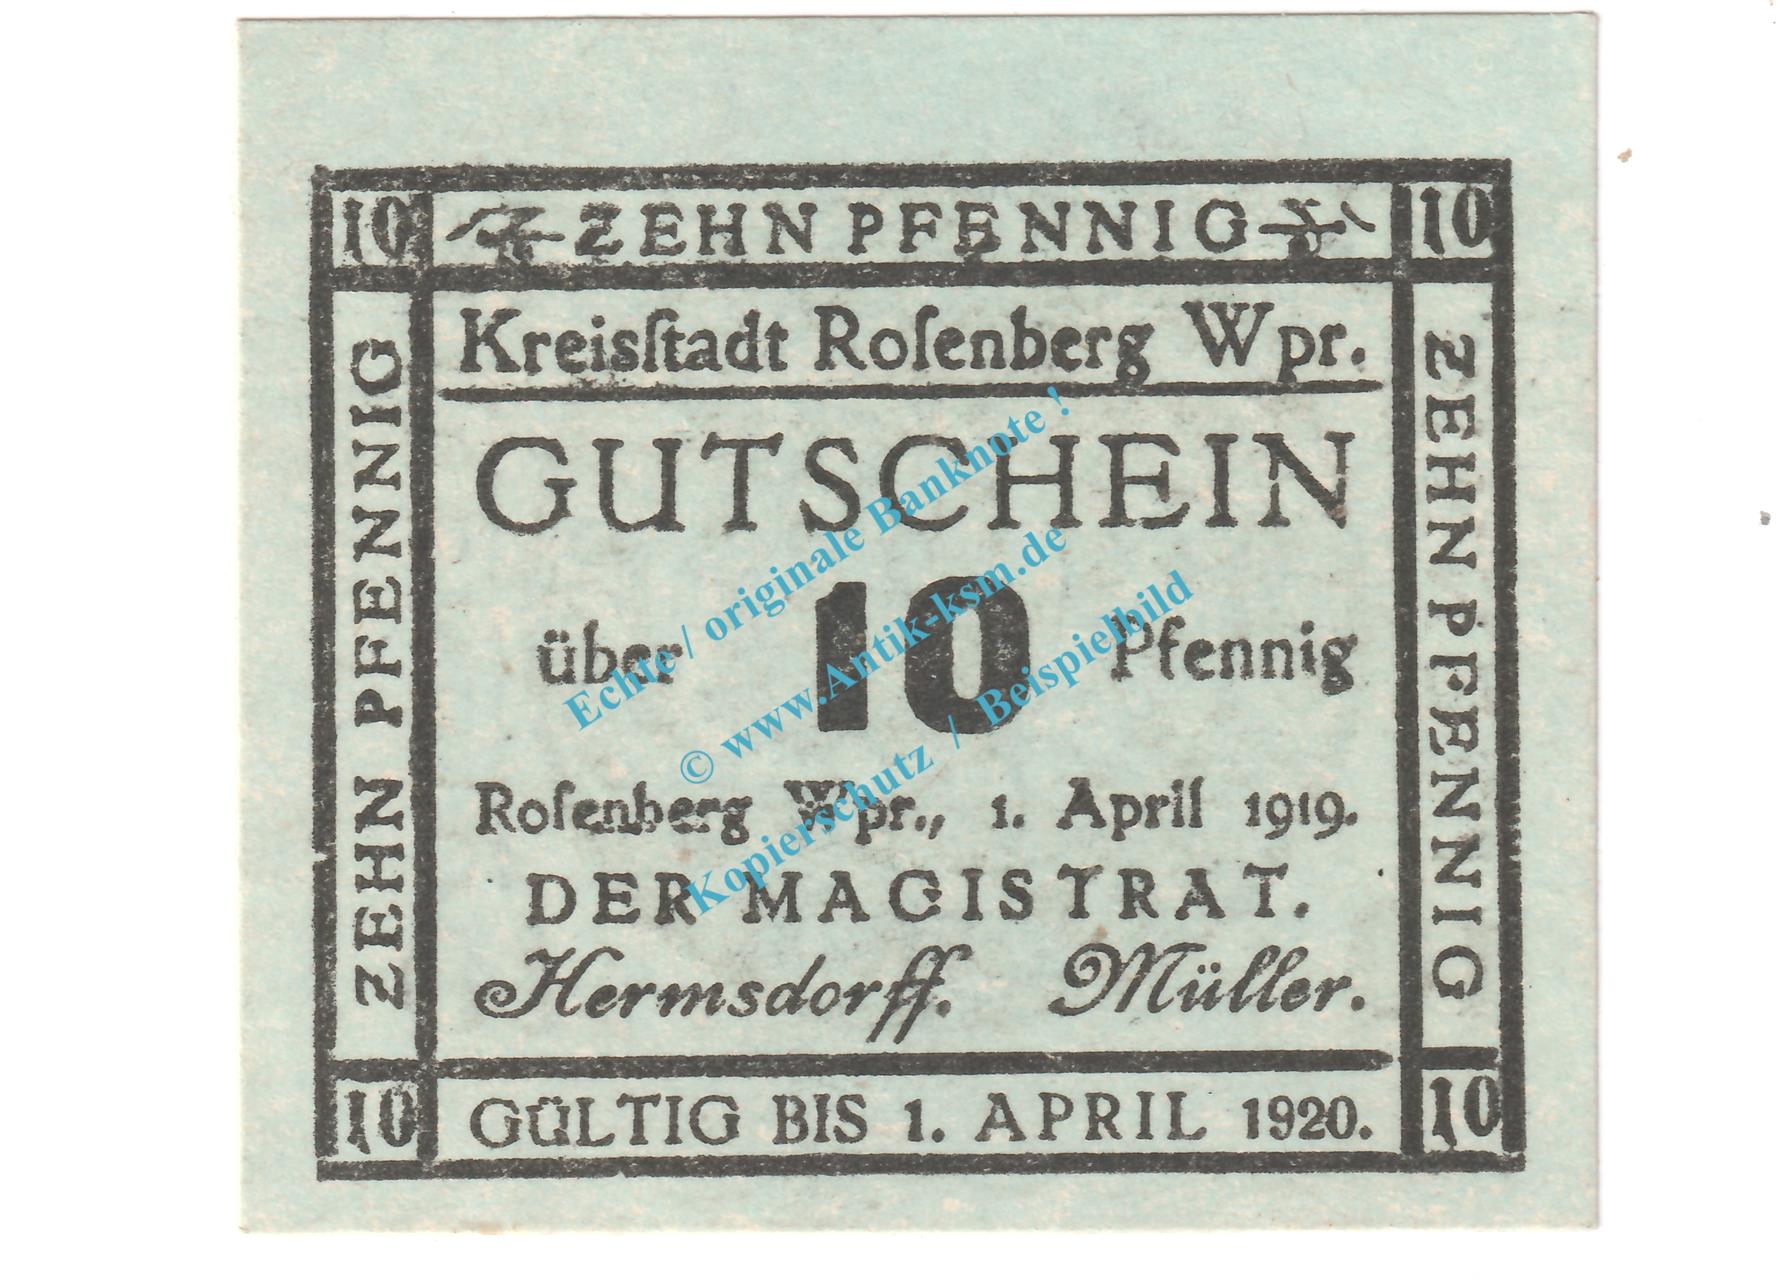 10 ZEHN PFENNIG 10
ZEHN PFENNIG
ZEHN PFENNIG
Kreisſtadt Roſenberg Wpr.
GUTSCHEIN
über 10 Pfennig
Roſenberg Wpr., 1. April 1919.
DER MAGISTRAT.
Hermsdorff. Müller.
10 GÜLTIG BIS 1. APRIL 1920. 10
Echte / originale Banknote !
© www.Antik-ksm.de
Kopierschutz / Beispielbild